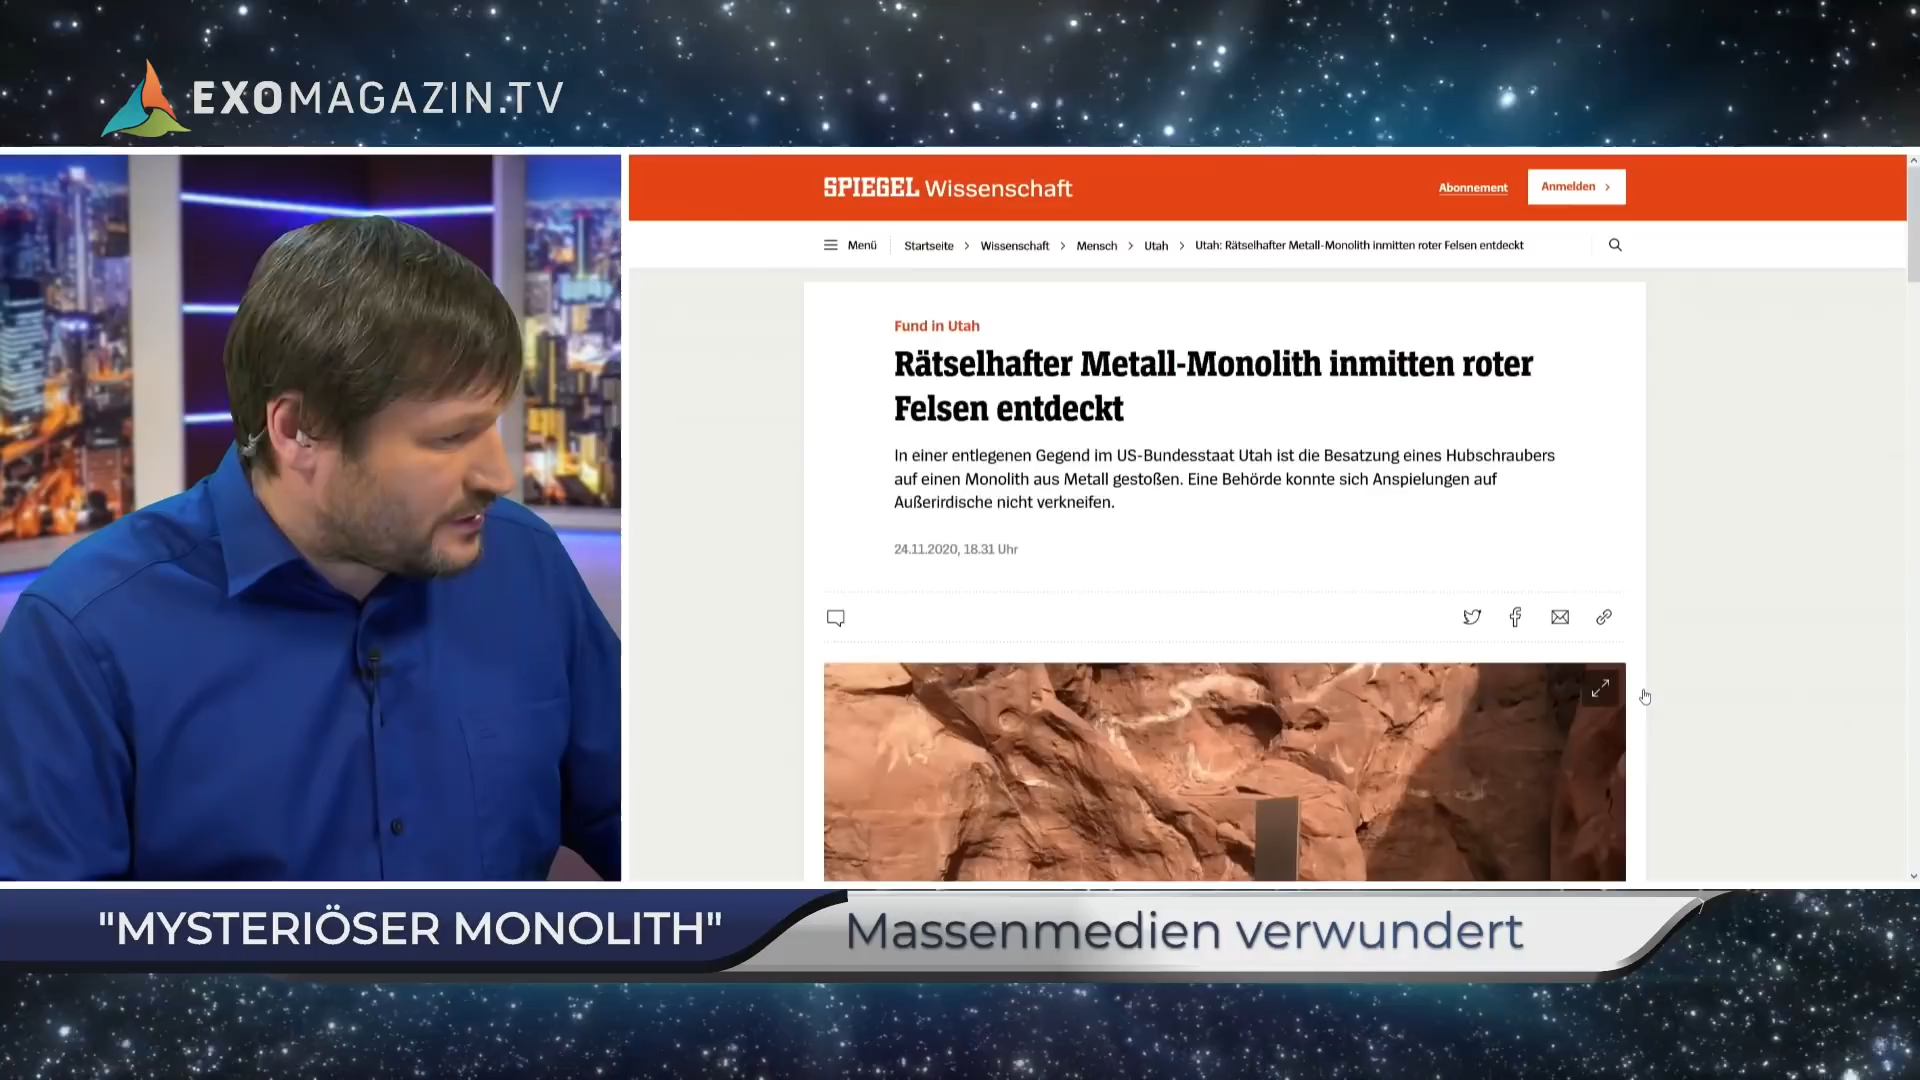 EXOMAGAZIN.TV
SPIEGEL Wissenschaft
Abonnement
Anmelden
Menü
Startseite
Wissenschaft
Mensch
Utah
Utah: Rätselhafter Metall-Monolith inmitten roter Felsen entdeckt
Fund in Utah
Rätselhafter Metall-Monolith inmitten roter
Felsen entdeckt
In einer entlegenen Gegend im US-Bundesstaat Utah ist die Besatzung eines Hubschraubers
auf einen Monolith aus Metall gestoßen. Eine Behörde konnte sich Anspielungen auf
Außerirdische nicht verkneifen.
24.11.2020, 18.31 Uhr
"MYSTERIÖSER MONOLITH"
Massenmedien verwundert